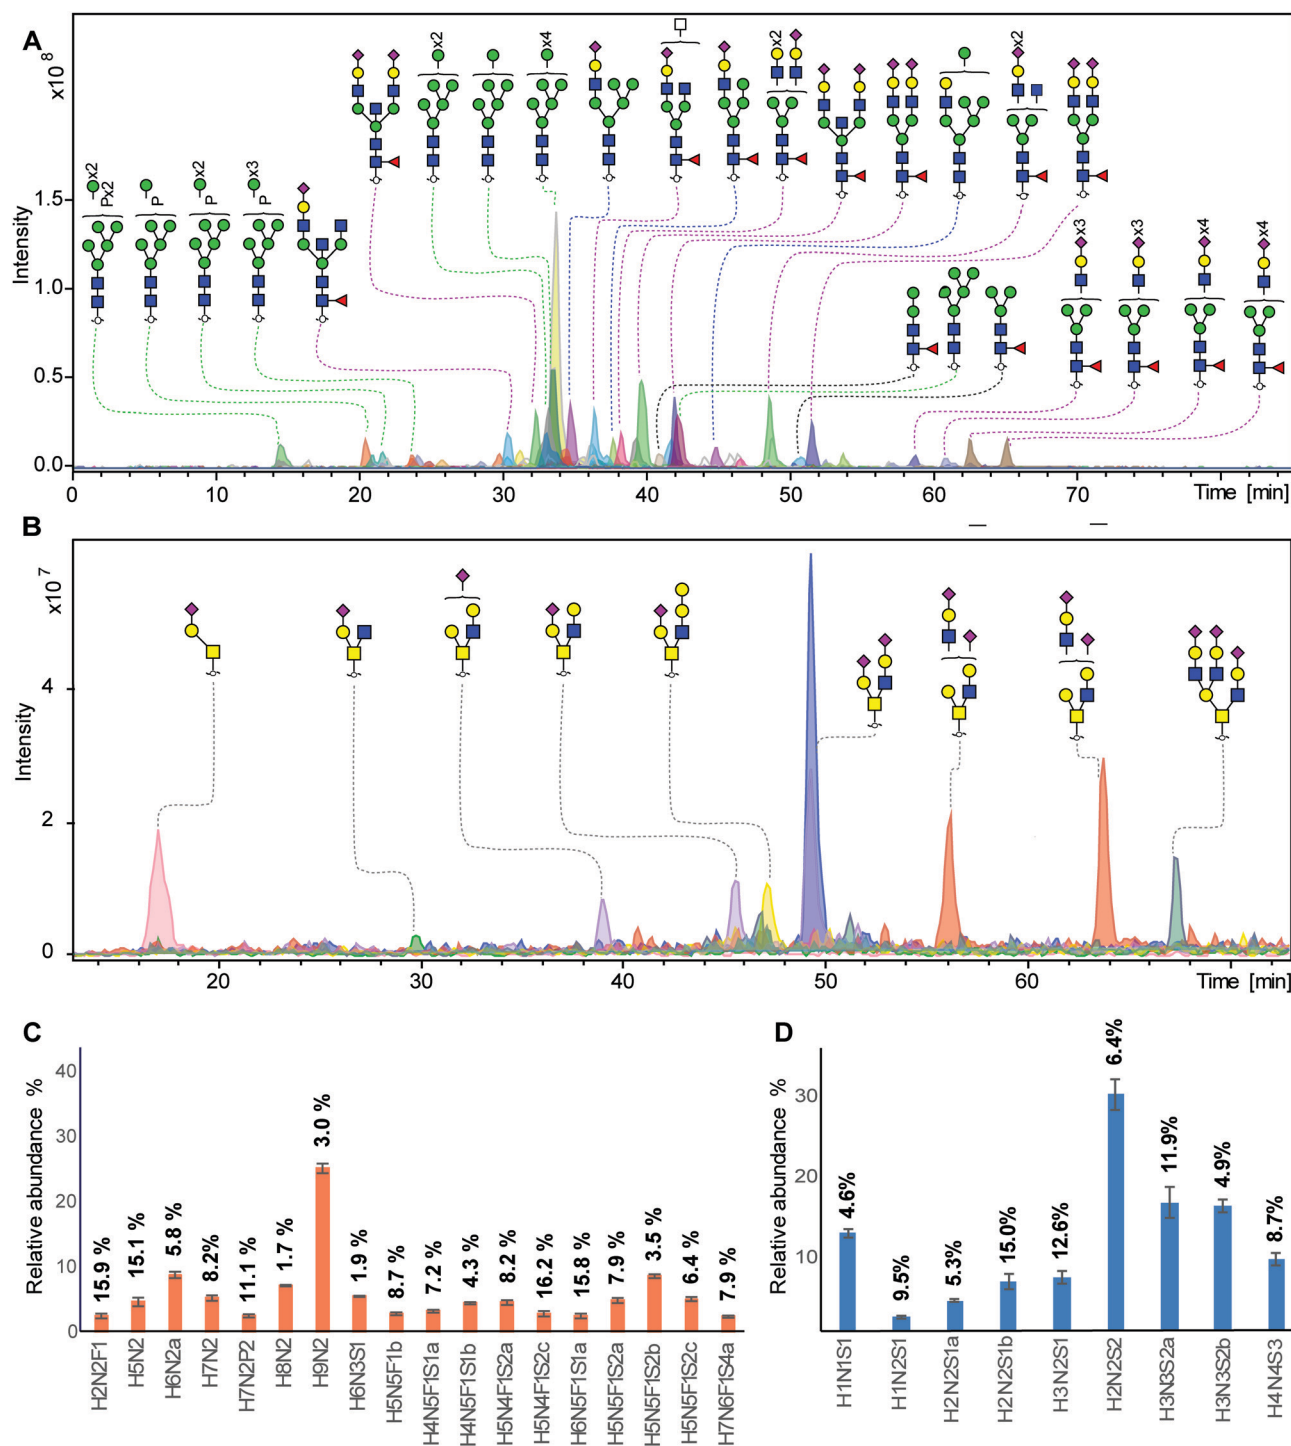 A
x10⁸
Intensity
1.5
1.0
0.5
0.0
x2
Px2
P
x2
P
x3
P
x2
x4
x2
x2
x3
x3
x4
x4
0 10 20 30 40 50 60 70 Time [min]
B
x10⁷
Intensity
4
2
0
20 30 40 50 60 Time [min]
C
Relative abundance %
40
30
20
10
0
15.9 %
15.1 %
5.8 %
8.2%
11.1 %
1.7 %
3.0 %
1.9 %
8.7 %
7.2 %
4.3 %
8.2 %
16.2 %
15.8 %
7.9 %
3.5 %
6.4 %
7.9 %
H2N2F1
H5N2
H6N2a
H7N2
H7N2P2
H8N2
H9N2
H6N3S1
H5N5F1b
H4N5F1S1a
H4N5F1S1b
H5N4F1S2a
H5N4F1S2c
H6N5F1S1a
H5N5F1S2a
H5N5F1S2b
H5N5F1S2c
H7N6F1S4a
D
Relative abundance %
30
20
10
4.6%
9.5%
5.3%
15.0%
12.6%
6.4%
11.9%
4.9%
8.7%
H1N1S1
H1N2S1
H2N2S1a
H2N2S1b
H3N2S1
H2N2S2
H3N3S2a
H3N3S2b
H4N4S3